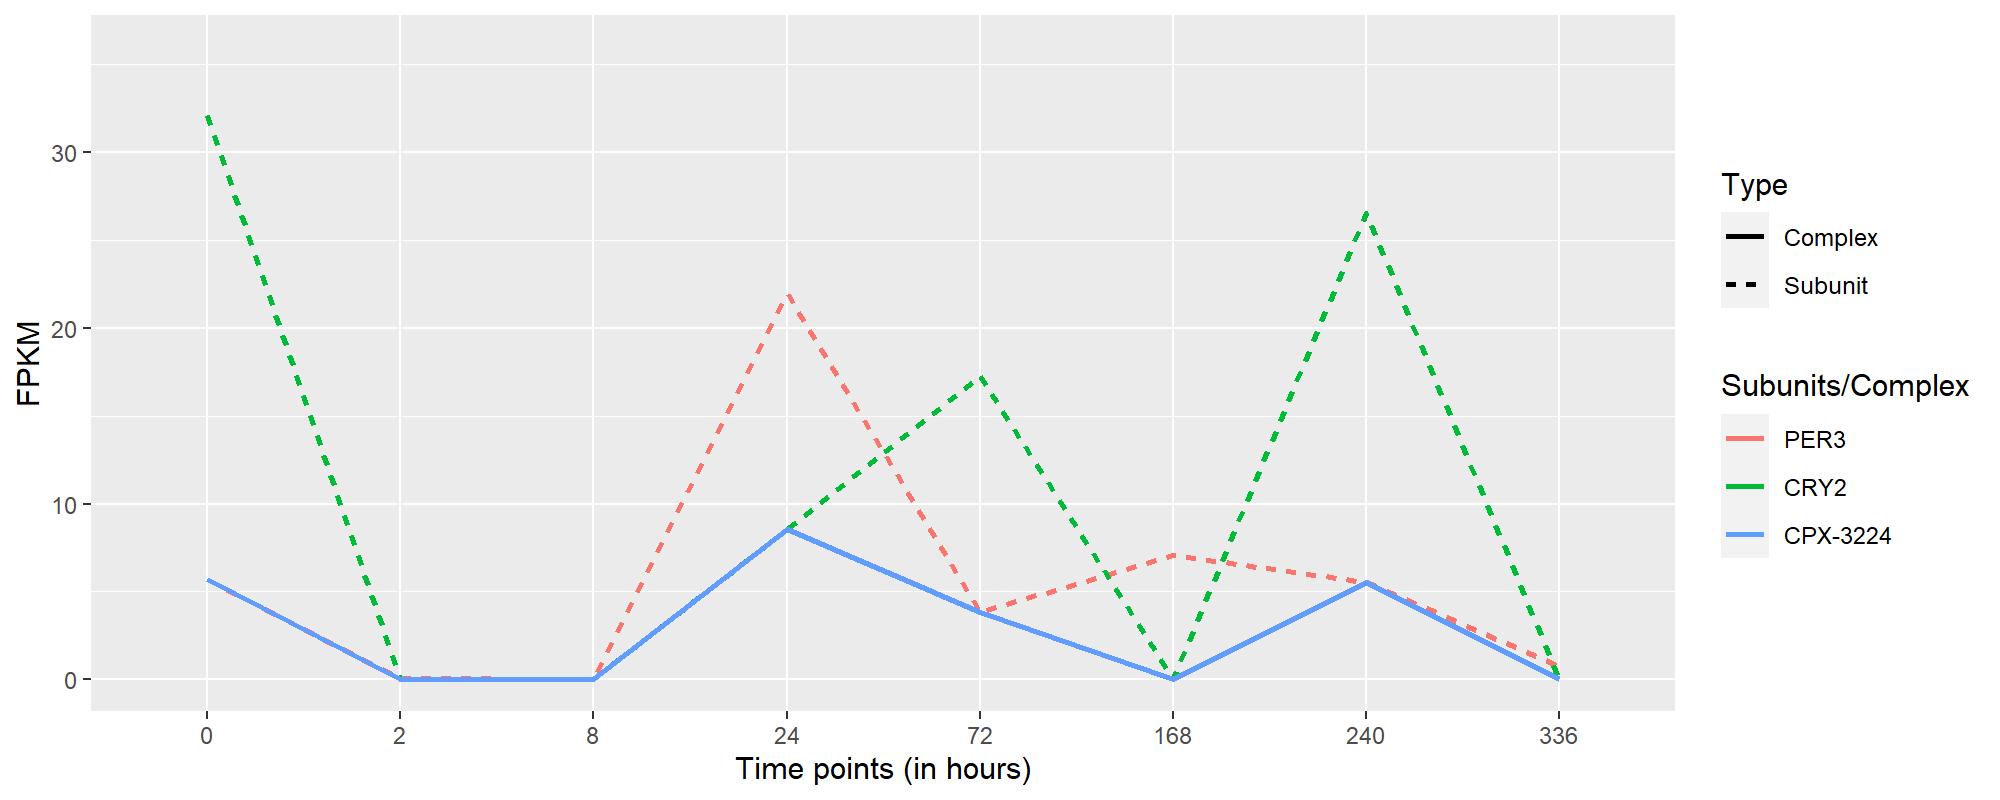 FPKM
30
20
10
0
0 2 8 24 72 168 240 336
Time points (in hours)
Type
Complex
Subunit
Subunits/Complex
PER3
CRY2
CPX-3224